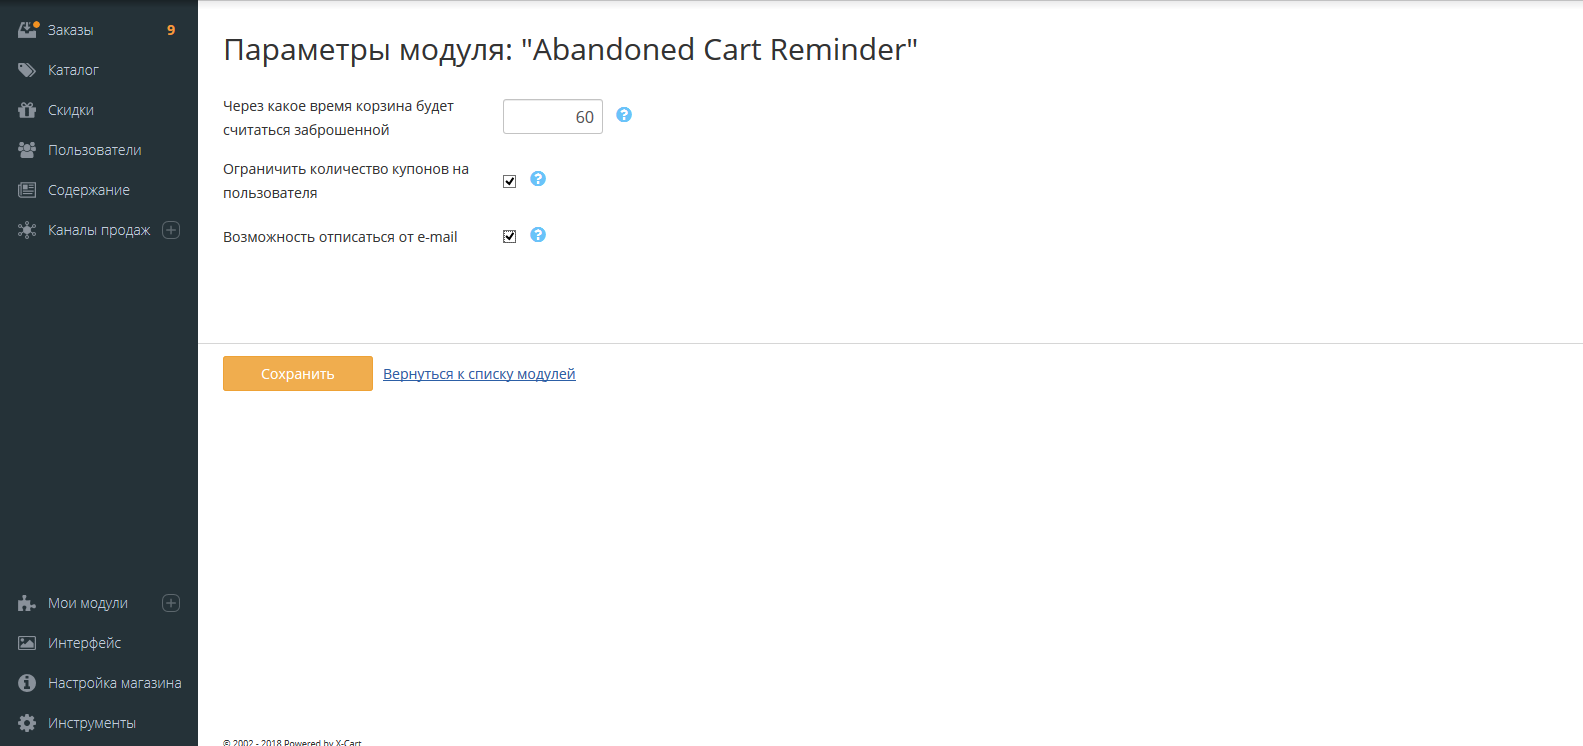 Заказы 9
Каталог
Скидки
Пользователи
Содержание
Каналы продаж
Мои модули
Интерфейс
Настройка магазина
Инструменты
Параметры модуля: "Abandoned Cart Reminder"
Через какое время корзина будет
считаться заброшенной
60
Ограничить количество купонов на
пользователя
Возможность отписаться от e-mail
Сохранить
Вернуться к списку модулей
© 2002 - 2018 Powered by X-Cart